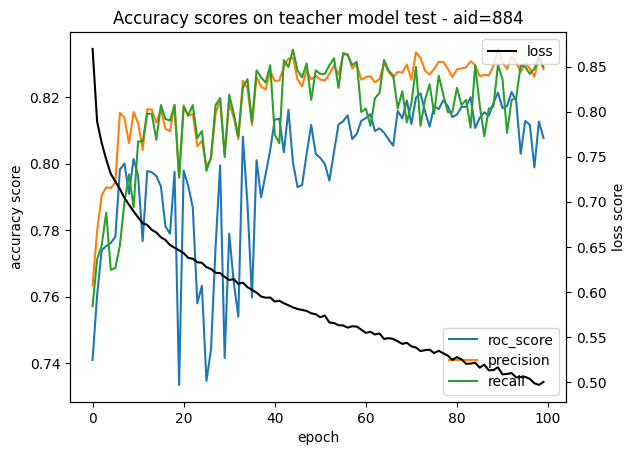 Accuracy scores on teacher model test - aid=884
loss
0.82
0.80
0.78
0.76
0.74
accuracy score
0.85
0.80
0.75
0.70
0.65
0.60
0.55
0.50
loss score
roc_score
precision
recall
0
20
40
60
80
100
epoch